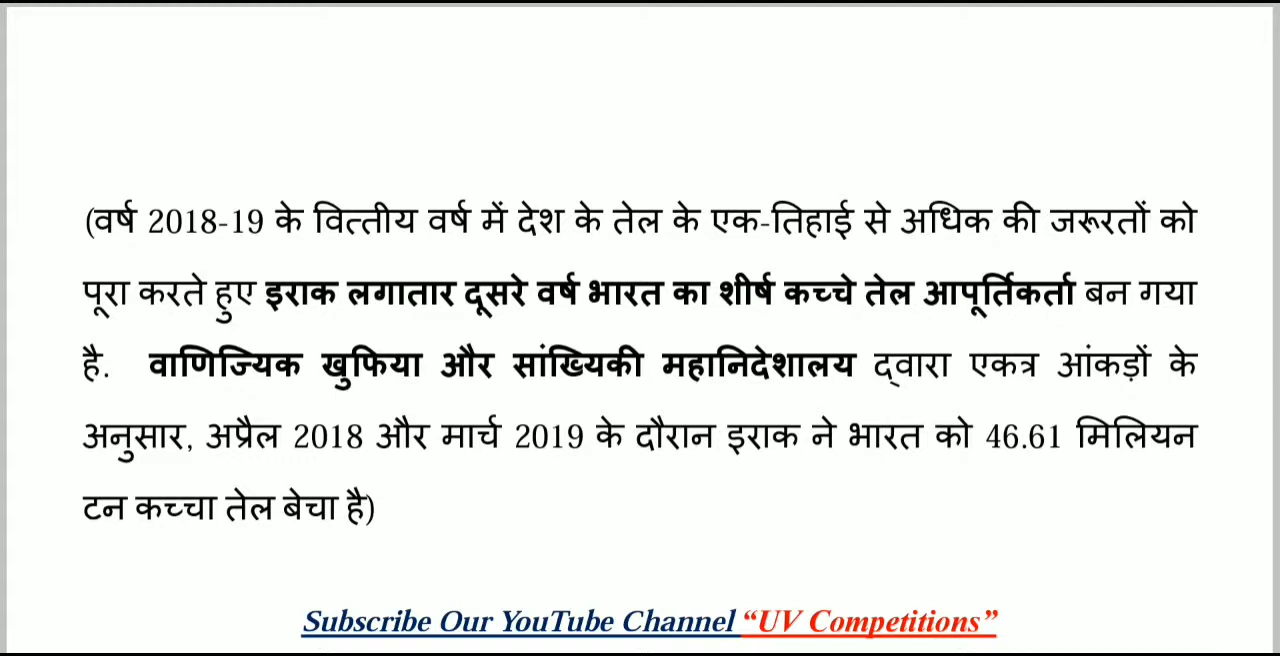 (वर्ष 2018-19 के वित्तीय वर्ष में देश के तेल के एक-तिहाई से अधिक की जरूरतों को
पूरा करते हुए इराक लगातार दूसरे वर्ष भारत का शीर्ष कच्चे तेल आपूर्तिकर्ता बन गया
है. वाणिज्यिक खुफिया और सांख्यिकी महानिदेशालय द्वारा एकत्र आंकड़ों के
अनुसार, अप्रैल 2018 और मार्च 2019 के दौरान इराक ने भारत को 46.61 मिलियन
टन कच्चा तेल बेचा है)
Subscribe Our YouTube Channel “UV Competitions”